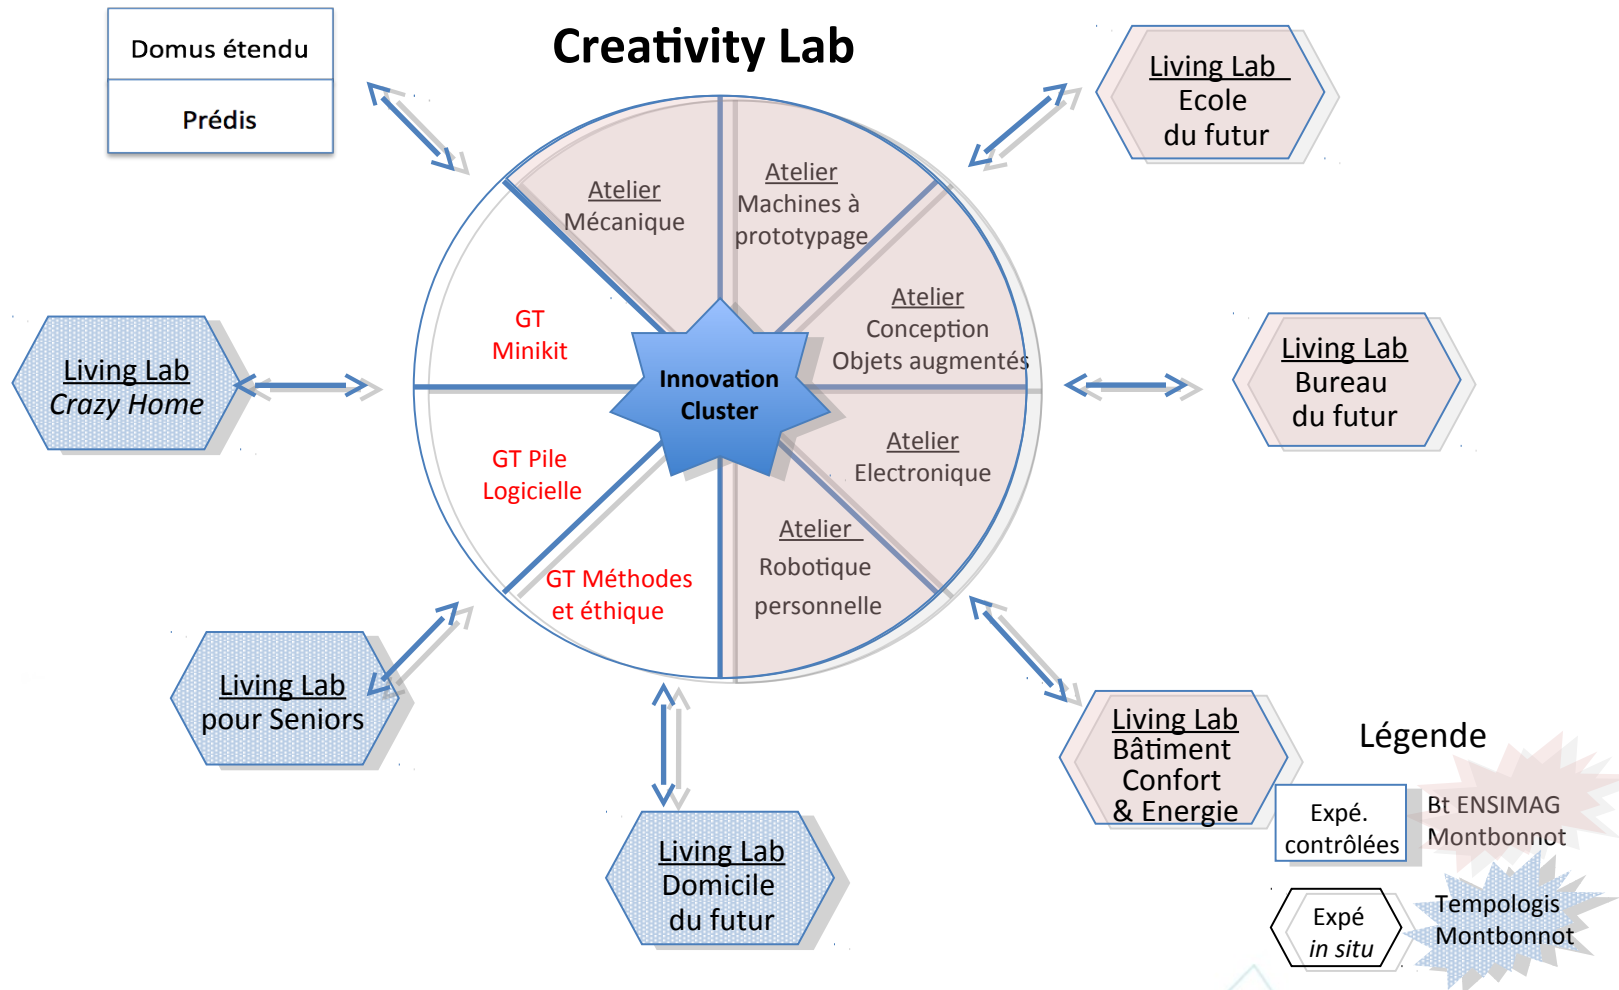 Creativity Lab
Domus étendu
Prédis
Living Lab
Ecole
du futur
Atelier
Mécanique
Atelier
Machines à
prototypage
Atelier
Conception
Objets augmentés
GT
Minikit
Innovation
Cluster
Living Lab
Crazy Home
Living Lab
Bureau
du futur
GT Pile
Logicielle
Atelier
Electronique
GT Méthodes
et éthique
Atelier
Robotique
personnelle
Living Lab
pour Seniors
Living Lab
Domicile
du futur
Living Lab
Bâtiment
Confort
& Energie
Légende
Expé.
contrôlées
Bt ENSIMAG
Montbonnot
Expé
in situ
Tempologis
Montbonnot